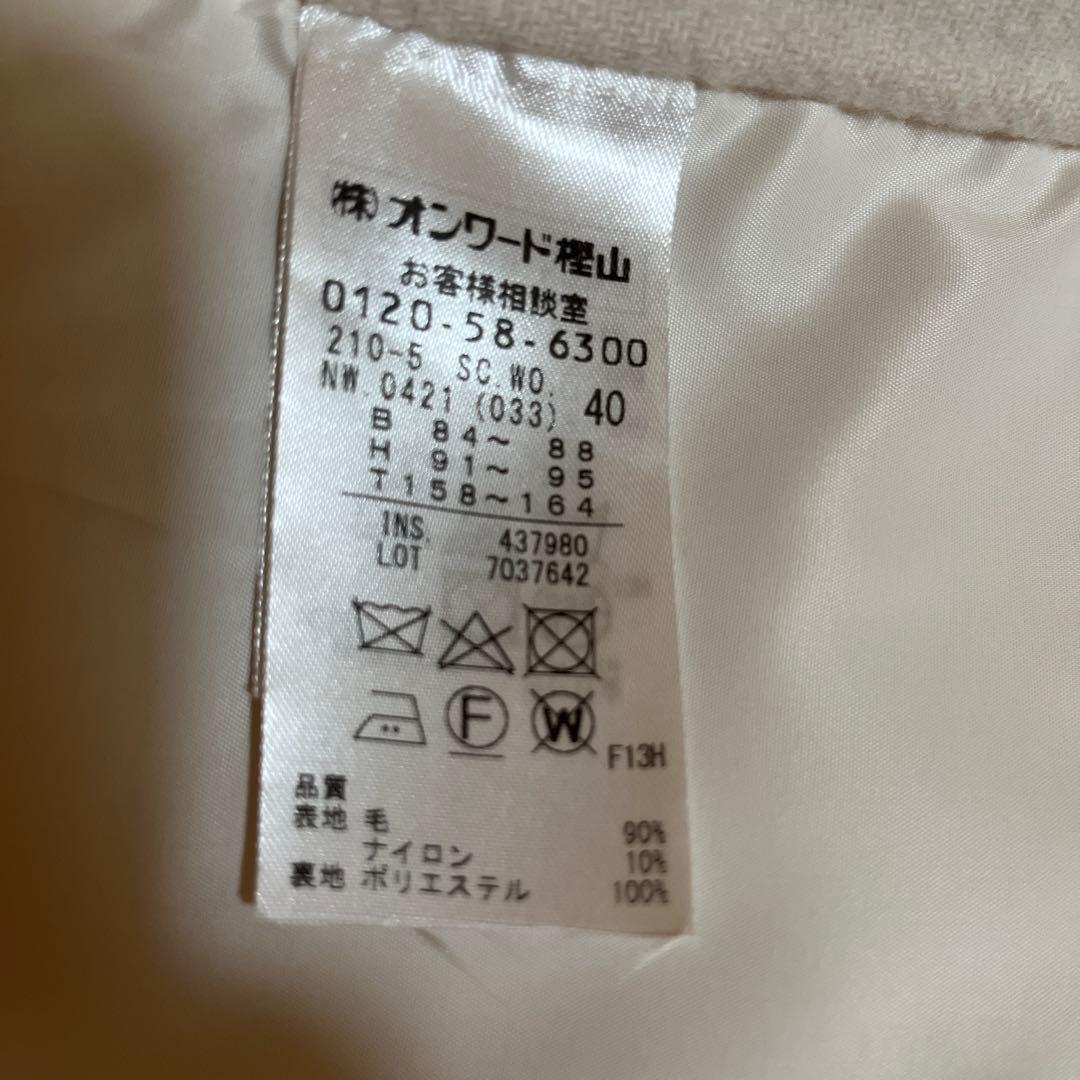 ㈱オンワード樫山
お客様相談室
0120-58-6300
210-5 SC.WO.
NW.0421 (033) 40
B 84〜 88
H 91〜 95
T 158〜164
INS. 437980
LOT 7037642
F W
F13H
品質
表地 毛 90%
ナイロン 10%
裏地 ポリエステル 100%